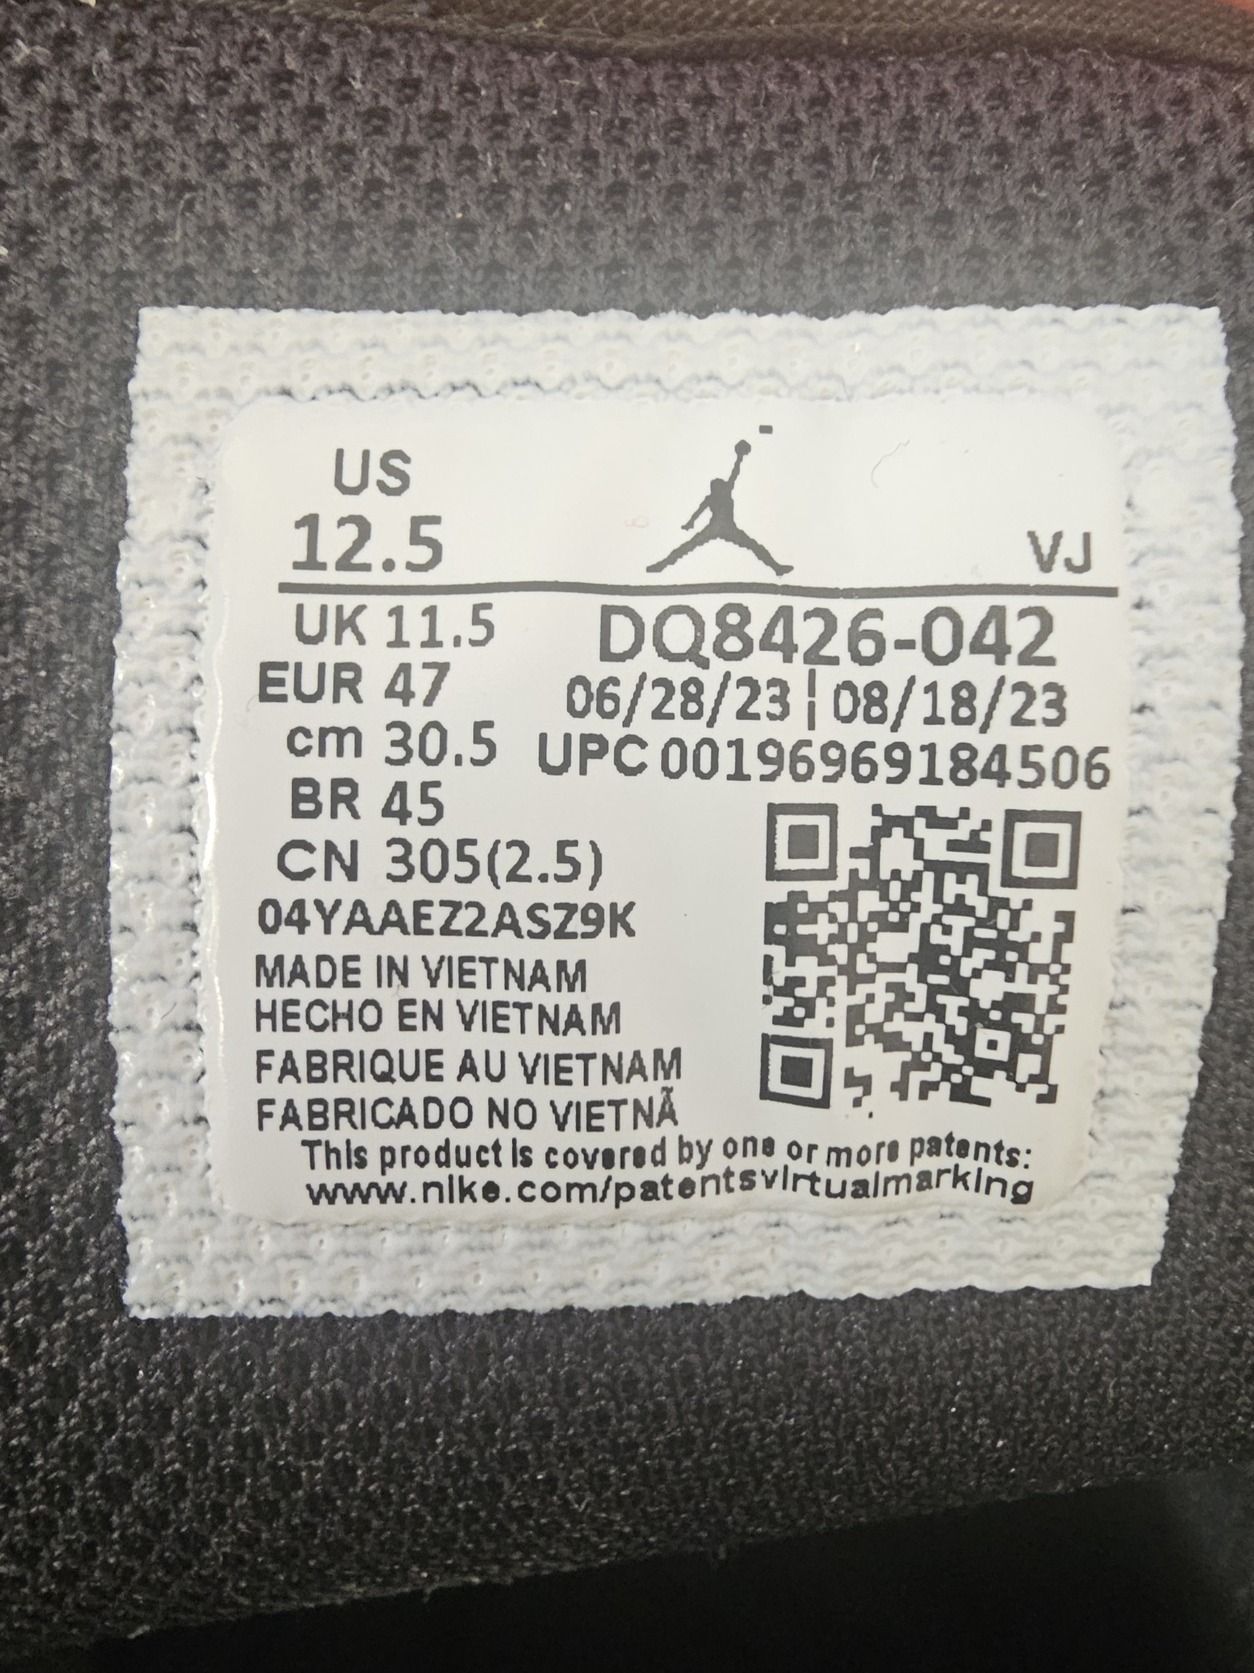 US
12.5
VJ
UK 11.5
EUR 47
cm 30.5
BR 45
CN 305(2.5)
DQ8426-042
06/28/23 | 08/18/23
UPC 00196969184506
04YAAEZ2ASZ9K
MADE IN VIETNAM
HECHO EN VIETNAM
FABRIQUE AU VIETNAM
FABRICADO NO VIETNÃ
This product is covered by one or more patents:
www.nike.com/patentsvirtualmarking